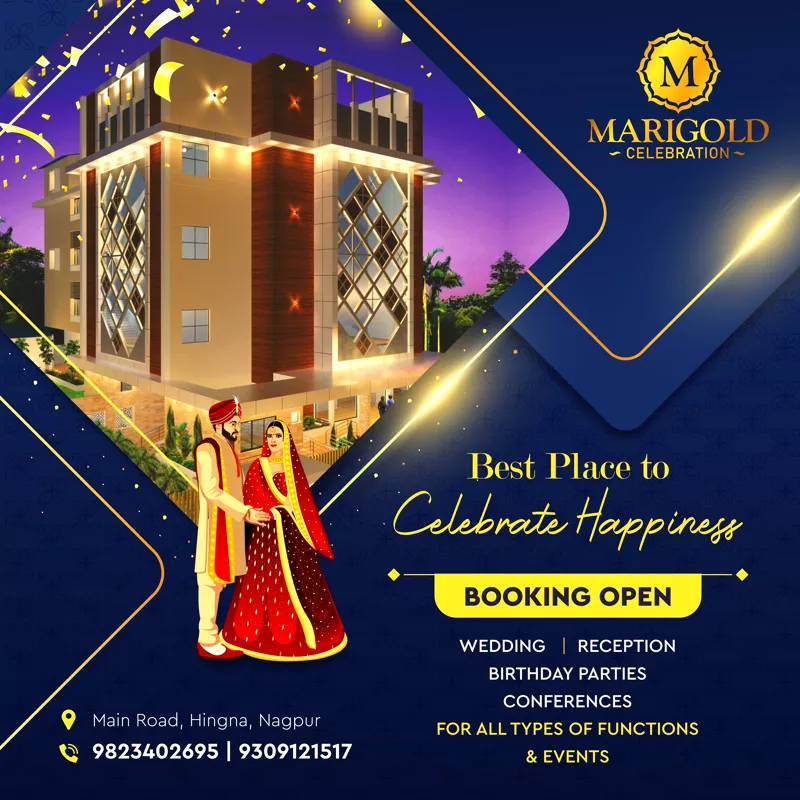 M
MARIGOLD
~ CELEBRATION ~
Best Place to
Celebrate Happiness
BOOKING OPEN
WEDDING | RECEPTION
BIRTHDAY PARTIES
CONFERENCES
FOR ALL TYPES OF FUNCTIONS
& EVENTS
Main Road, Hingna, Nagpur
9823402695 | 9309121517